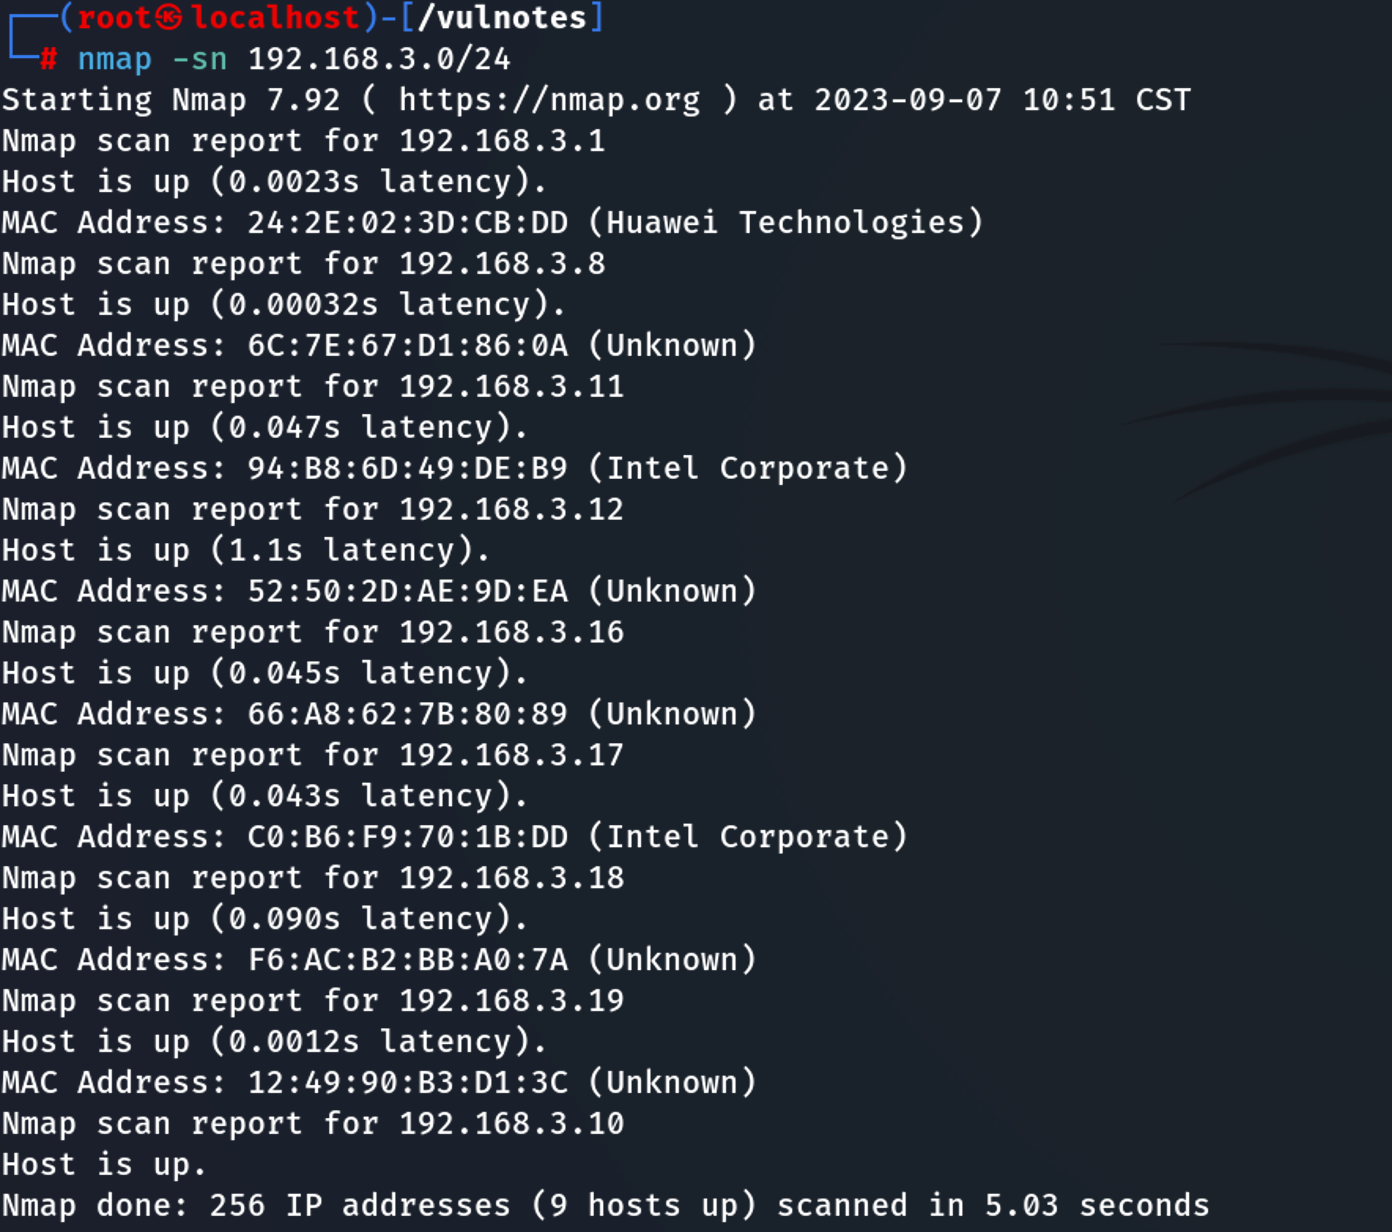 ┌──(root㉿localhost)-[/vulnotes]
└─# nmap -sn 192.168.3.0/24
Starting Nmap 7.92 ( https://nmap.org ) at 2023-09-07 10:51 CST
Nmap scan report for 192.168.3.1
Host is up (0.0023s latency).
MAC Address: 24:2E:02:3D:CB:DD (Huawei Technologies)
Nmap scan report for 192.168.3.8
Host is up (0.00032s latency).
MAC Address: 6C:7E:67:D1:86:0A (Unknown)
Nmap scan report for 192.168.3.11
Host is up (0.047s latency).
MAC Address: 94:B8:6D:49:DE:B9 (Intel Corporate)
Nmap scan report for 192.168.3.12
Host is up (1.1s latency).
MAC Address: 52:50:2D:AE:9D:EA (Unknown)
Nmap scan report for 192.168.3.16
Host is up (0.045s latency).
MAC Address: 66:A8:62:7B:80:89 (Unknown)
Nmap scan report for 192.168.3.17
Host is up (0.043s latency).
MAC Address: C0:B6:F9:70:1B:DD (Intel Corporate)
Nmap scan report for 192.168.3.18
Host is up (0.090s latency).
MAC Address: F6:AC:B2:BB:A0:7A (Unknown)
Nmap scan report for 192.168.3.19
Host is up (0.0012s latency).
MAC Address: 12:49:90:B3:D1:3C (Unknown)
Nmap scan report for 192.168.3.10
Host is up.
Nmap done: 256 IP addresses (9 hosts up) scanned in 5.03 seconds